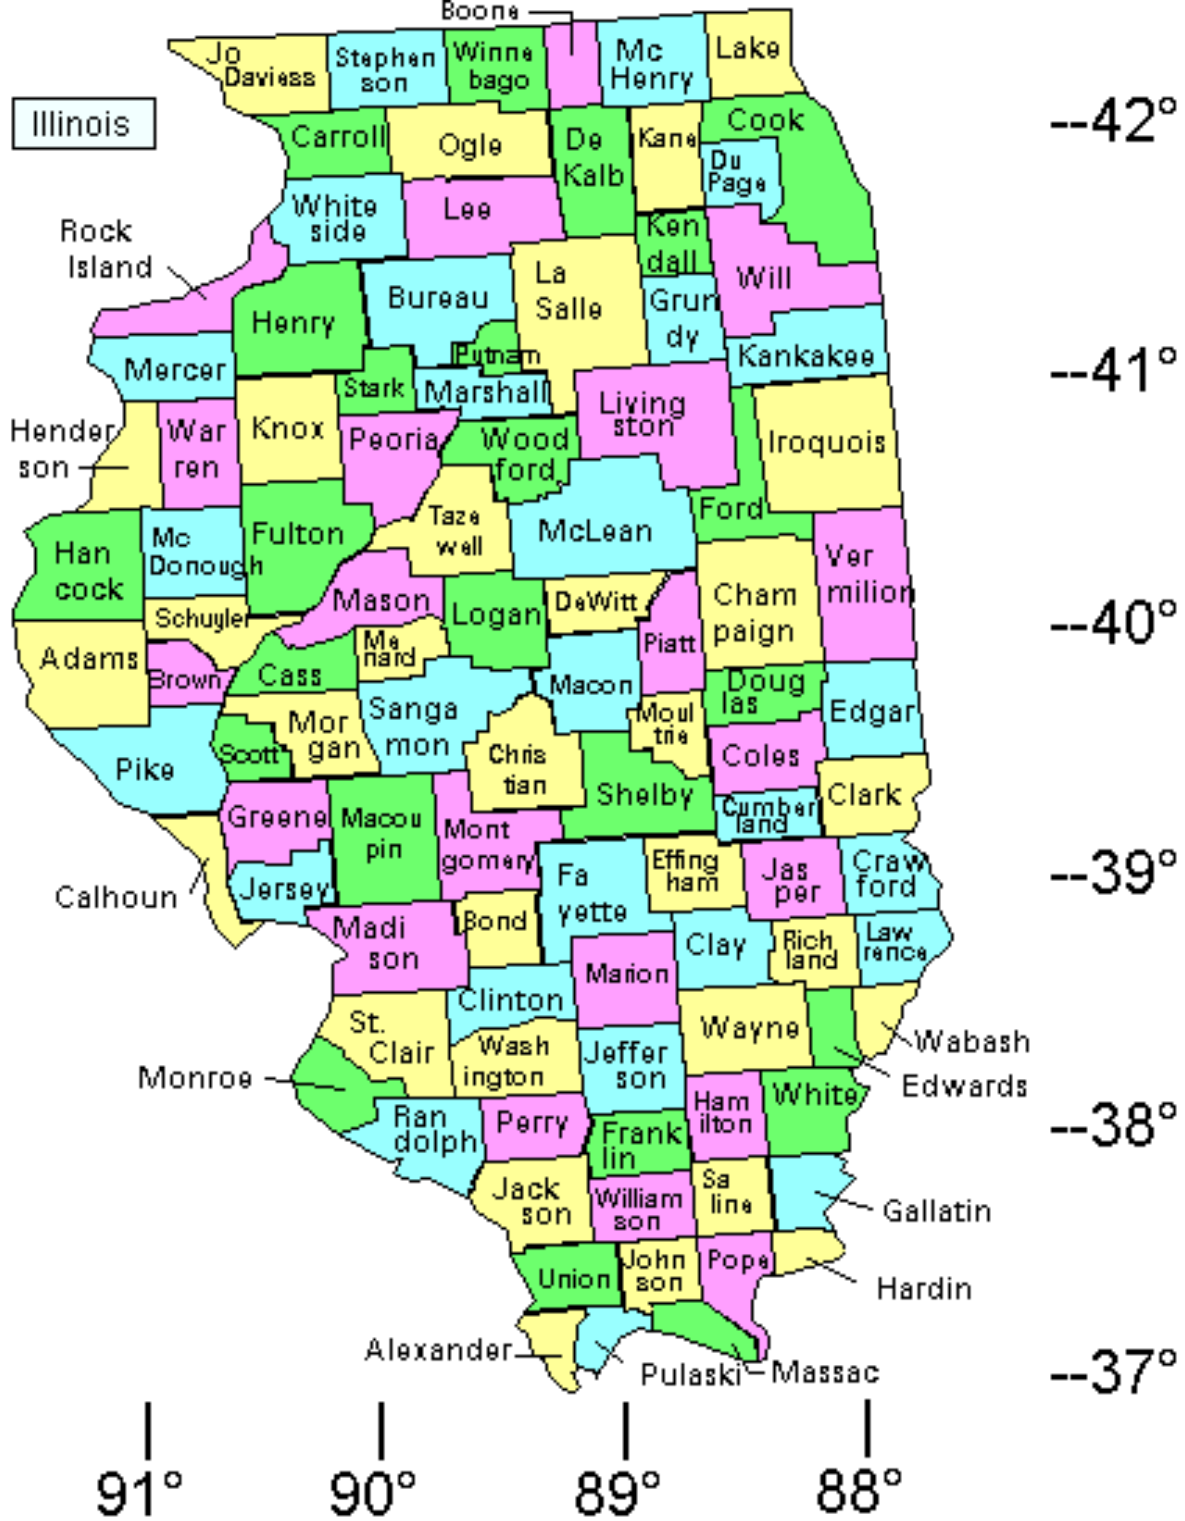 Boone
Jo
Daviess
Stephen
son
Winne
bago
Mc
Henry
Lake
Illinois
--42°
Carroll
Ogle
De
Kalb
Kane
Cook
Du
Page
White
side
Lee
Rock
Island
Ken
dall
Will
Henry
Bureau
La
Salle
Grun
dy
Putnam
Kankakee
--41°
Mercer
Stark
Marshall
Living
ston
Hender
son
War
ren
Knox
Peoria
Wood
ford
Iroquois
Ford
Han
cock
Mc
Donough
Fulton
Taze
well
McLean
Ver
milion
Mason
Logan
DeWitt
Cham
paign
Schuyler
--40°
Piatt
Adams
Brown
Cass
Me
nard
Macon
Doug
las
Edgar
Mor
gan
Sanga
mon
Moul
trie
Scott
Chris
tian
Coles
Pike
Shelby
Clark
Greene
Macou
pin
Mont
gomery
Cumber
land
Effing
ham
Jas
per
Craw
ford
--39°
Calhoun
Jersey
Fa
yette
Bond
Madi
son
Clay
Rich
land
Law
rence
Marion
Clinton
St.
Clair
Wayne
Wabash
Wash
ington
Jeffer
son
Edwards
Monroe
White
Ran
dolph
Perry
Ham
ilton
--38°
Frank
lin
Jack
son
William
son
Sa
line
Gallatin
Union
John
son
Pope
Hardin
Alexander
Pulaski
Massac
--37°
91°
90°
89°
88°